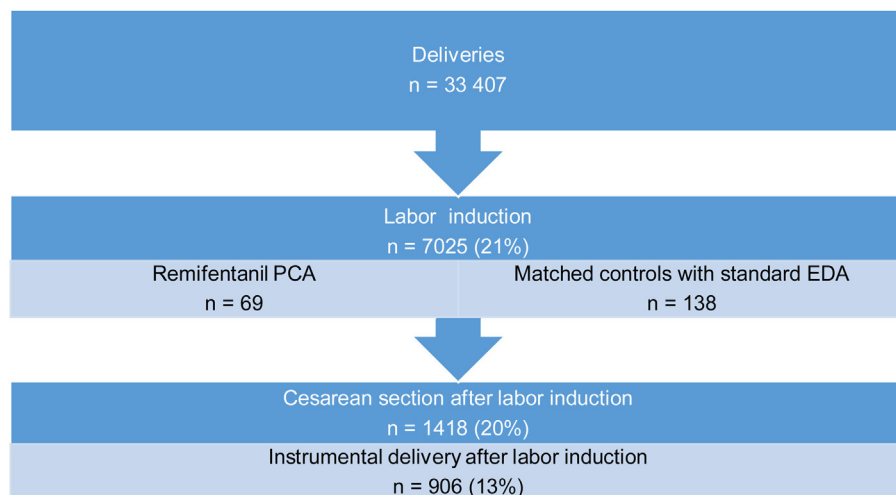 Deliveries
n = 33 407
Labor induction
n = 7025 (21%)
Remifentanil PCA
n = 69
Matched controls with standard EDA
n = 138
Cesarean section after labor induction
n = 1418 (20%)
Instrumental delivery after labor induction
n = 906 (13%)